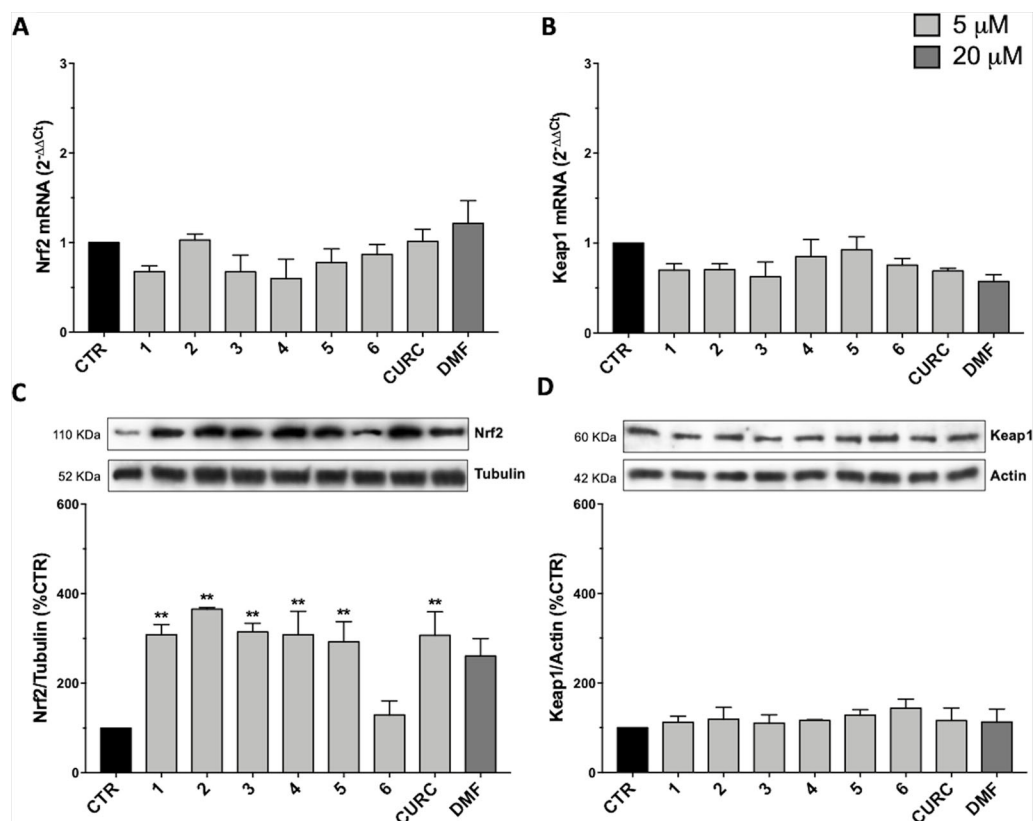 A
B
5 μM
20 μM
Nrf2 mRNA (2^-ΔΔCt)
3
2
1
0
CTR
1
2
3
4
5
6
CURC
DMF
Keap1 mRNA (2^-ΔΔCt)
3
2
1
0
CTR
1
2
3
4
5
6
CURC
DMF
C
110 KDa
Nrf2
52 KDa
Tubulin
Nrf2/Tubulin (%CTR)
600
400
200
0
** ** ** ** ** **
CTR
1
2
3
4
5
6
CURC
DMF
D
60 KDa
Keap1
42 KDa
Actin
Keap1/Actin (%CTR)
600
400
200
0
CTR
1
2
3
4
5
6
CURC
DMF